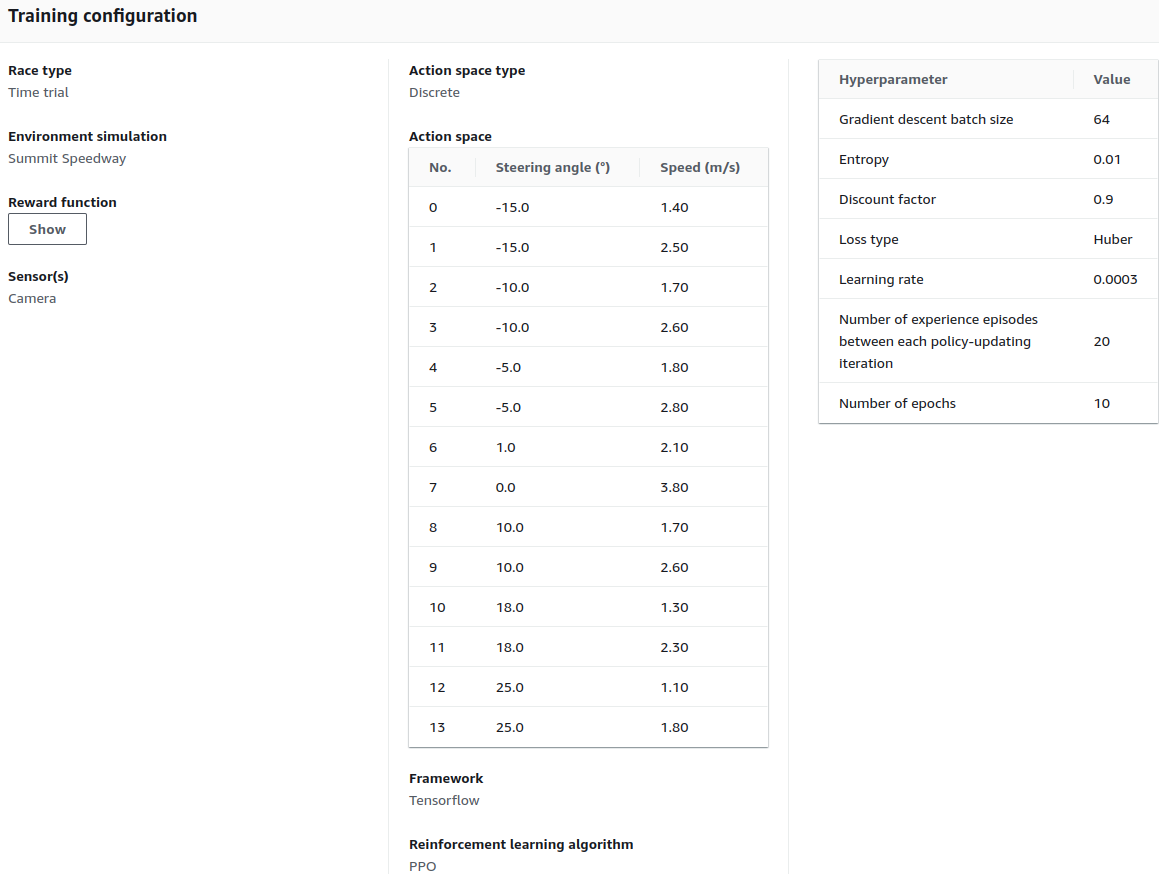 Training configuration
Race type
Time trial
Environment simulation
Summit Speedway
Reward function
Show
Sensor(s)
Camera
Action space type
Discrete
Action space
No. Steering angle (°) Speed (m/s)
0 -15.0 1.40
1 -15.0 2.50
2 -10.0 1.70
3 -10.0 2.60
4 -5.0 1.80
5 -5.0 2.80
6 1.0 2.10
7 0.0 3.80
8 10.0 1.70
9 10.0 2.60
10 18.0 1.30
11 18.0 2.30
12 25.0 1.10
13 25.0 1.80
Framework
Tensorflow
Reinforcement learning algorithm
PPO
Hyperparameter Value
Gradient descent batch size 64
Entropy 0.01
Discount factor 0.9
Loss type Huber
Learning rate 0.0003
Number of experience episodes
between each policy-updating 20
iteration
Number of epochs 10